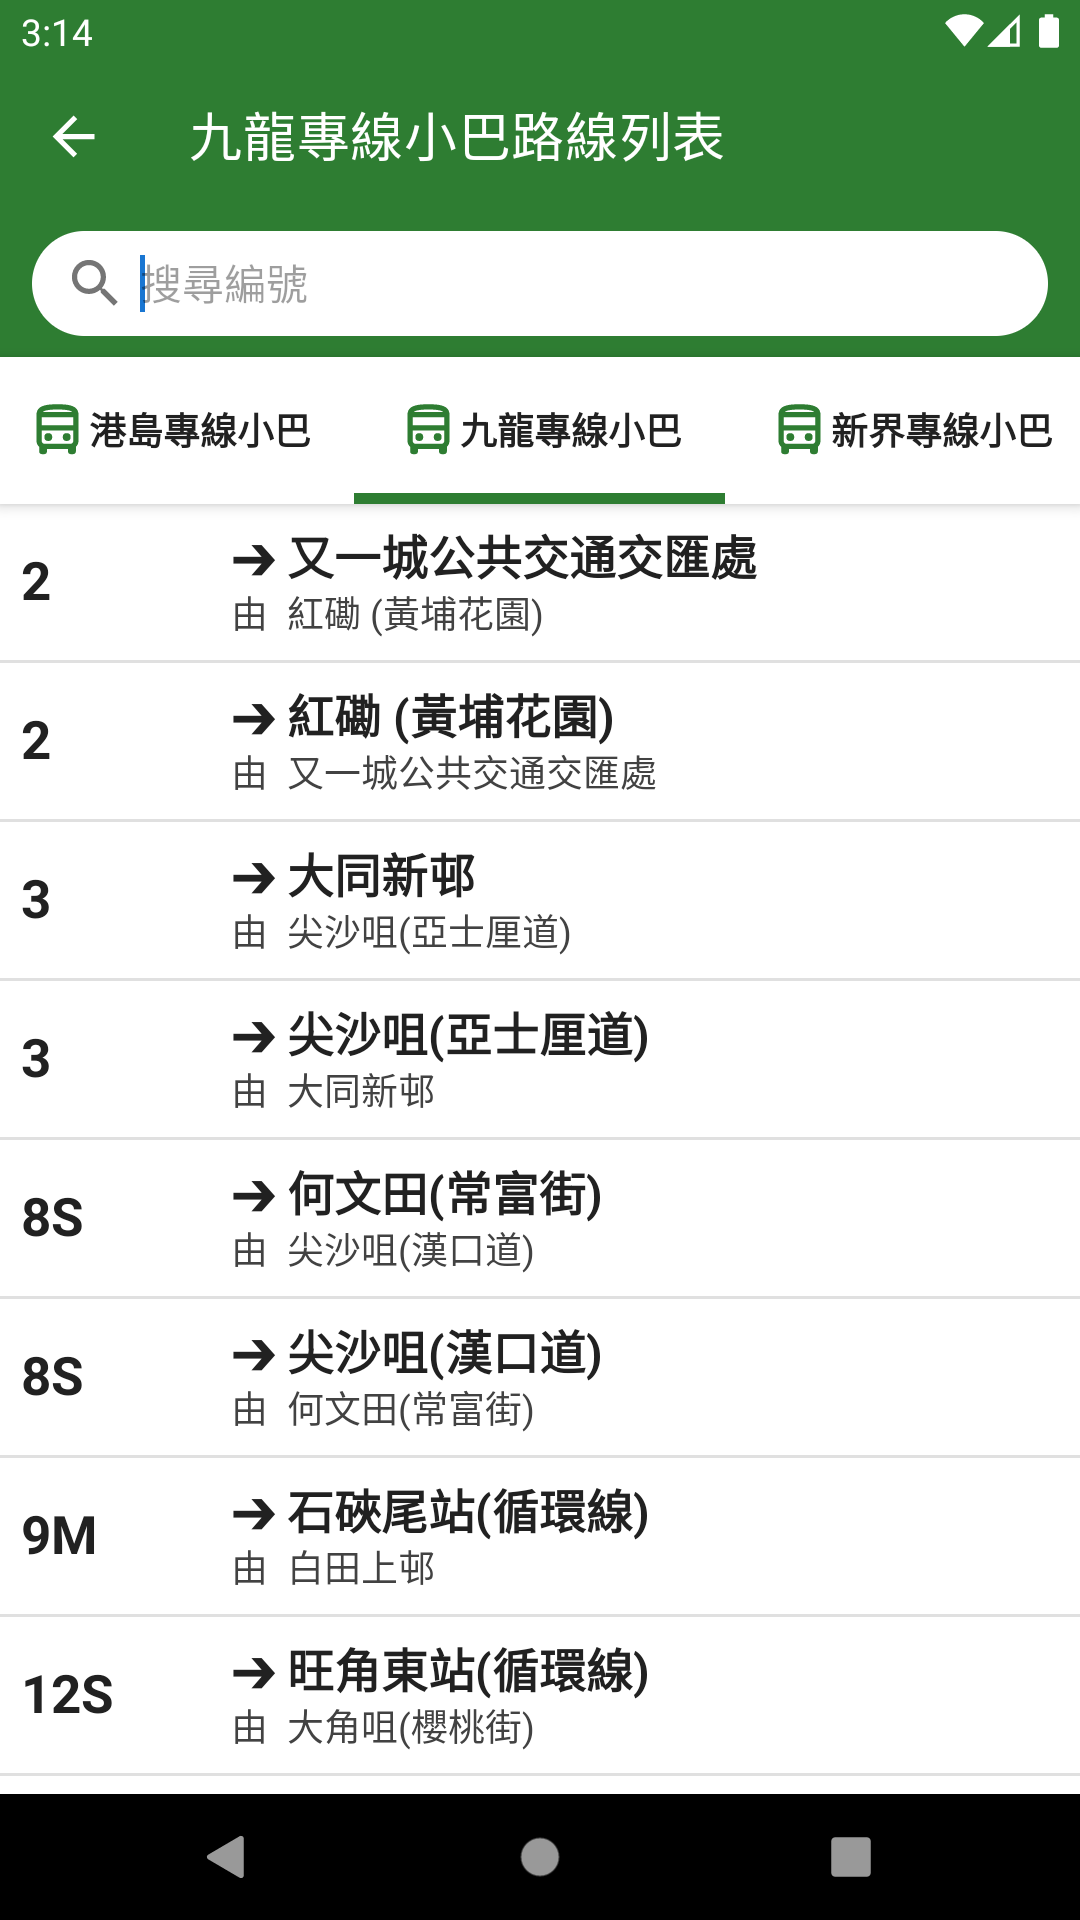 3:14
九龍專線小巴路線列表
搜尋編號
港島專線小巴 九龍專線小巴 新界專線小巴
2 ➔ 又一城公共交通交匯處
由 紅磡 (黃埔花園)
2 ➔ 紅磡 (黃埔花園)
由 又一城公共交通交匯處
3 ➔ 大同新邨
由 尖沙咀(亞士厘道)
3 ➔ 尖沙咀(亞士厘道)
由 大同新邨
8S ➔ 何文田(常富街)
由 尖沙咀(漢口道)
8S ➔ 尖沙咀(漢口道)
由 何文田(常富街)
9M ➔ 石硤尾站(循環線)
由 白田上邨
12S ➔ 旺角東站(循環線)
由 大角咀(櫻桃街)